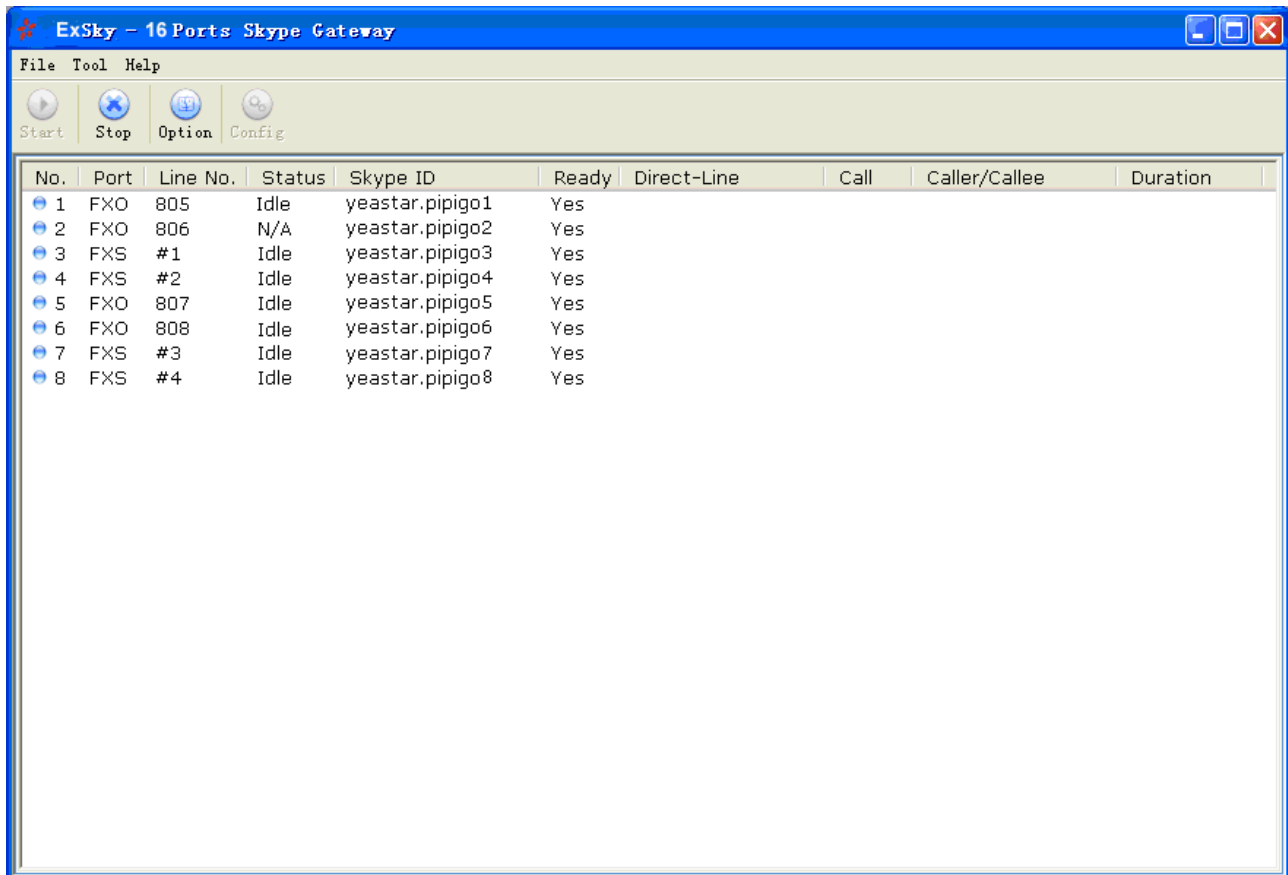 ExSky - 16 Ports Skype Gateway
File Tool Help
Start Stop Option Config
No. Port Line No. Status Skype ID Ready Direct-Line Call Caller/Callee Duration
1 FXO 805 Idle yeastar.pipigo1 Yes
2 FXO 806 N/A yeastar.pipigo2 Yes
3 FXS #1 Idle yeastar.pipigo3 Yes
4 FXS #2 Idle yeastar.pipigo4 Yes
5 FXO 807 Idle yeastar.pipigo5 Yes
6 FXO 808 Idle yeastar.pipigo6 Yes
7 FXS #3 Idle yeastar.pipigo7 Yes
8 FXS #4 Idle yeastar.pipigo8 Yes